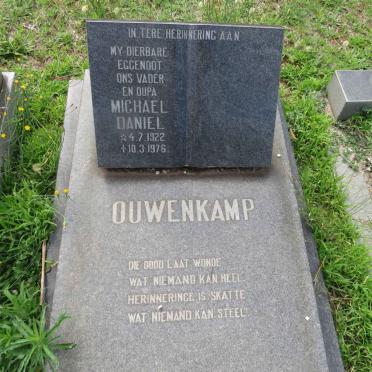 IN TERE HERINNERING AAN
MY DIERBARE
EGGENOOT
ONS VADER
EN OUPA
MICHAEL
DANIEL
* 4.7.1922
+ 10.3.1976
OUWENKAMP
DIE DOOD LAAT WONDE
WAT NIEMAND KAN HEEL
HERINNERINGE IS SKATTE
WAT NIEMAND KAN STEEL